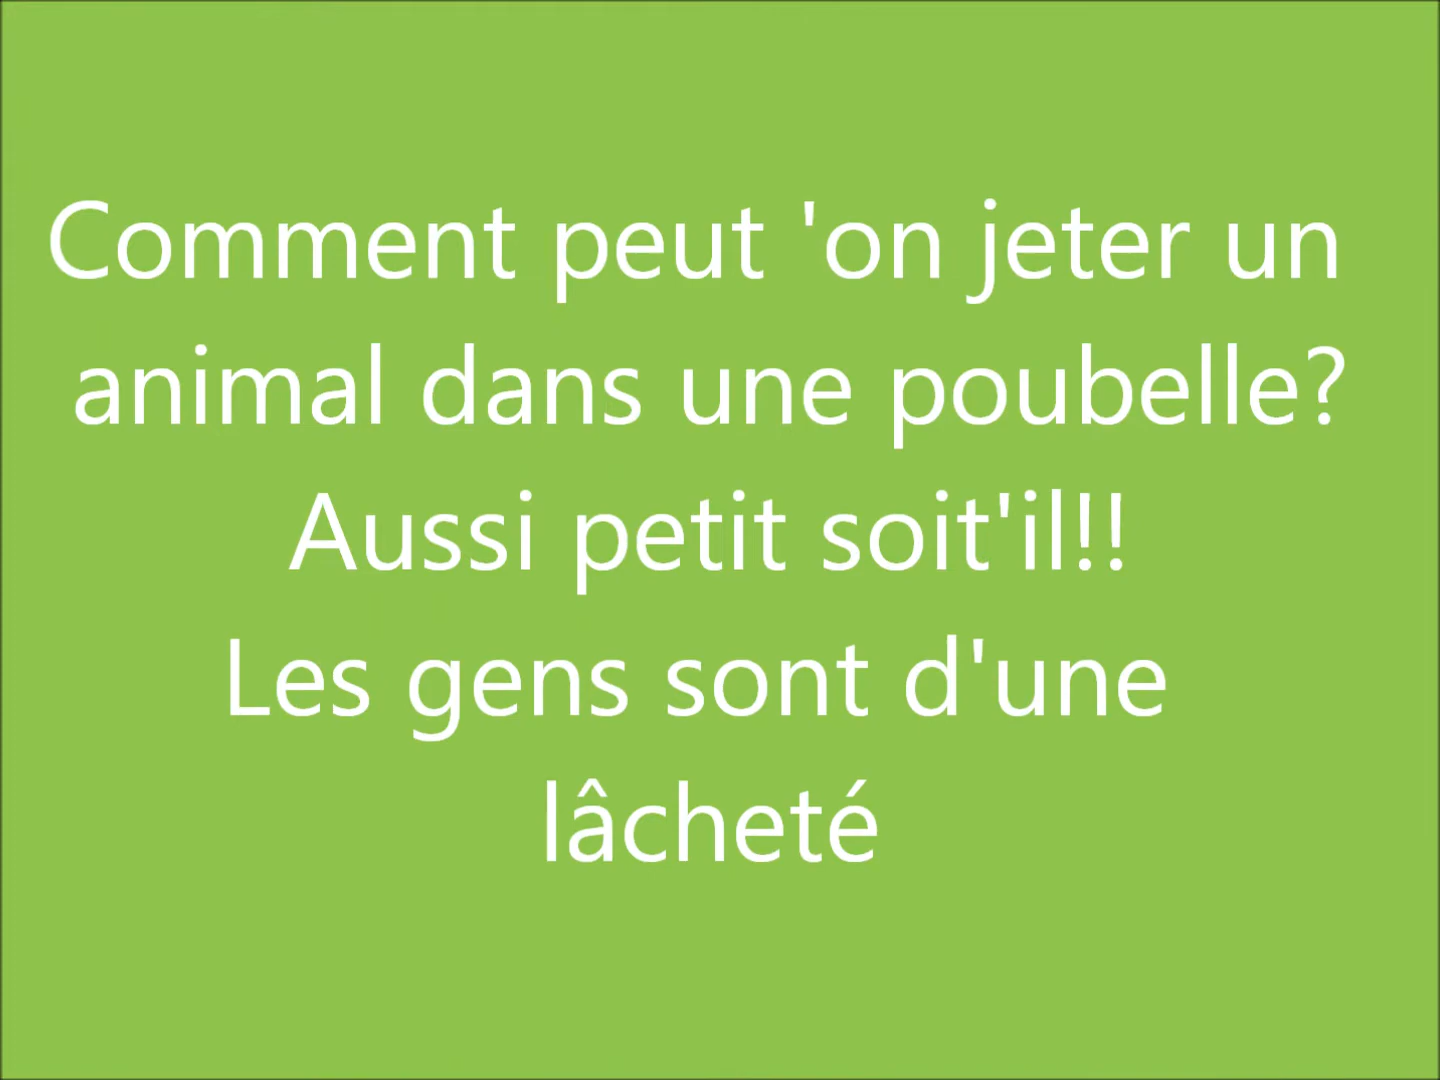 Comment peut 'on jeter un
animal dans une poubelle?
Aussi petit soit'il!!
Les gens sont d'une
lâcheté